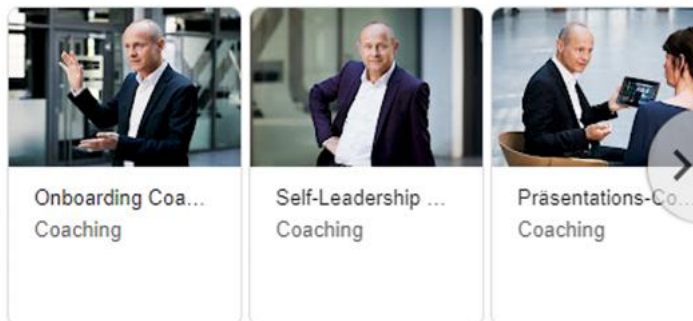 Onboarding Coa...
Coaching
Self-Leadership ...
Coaching
Präsentations-Co...
Coaching